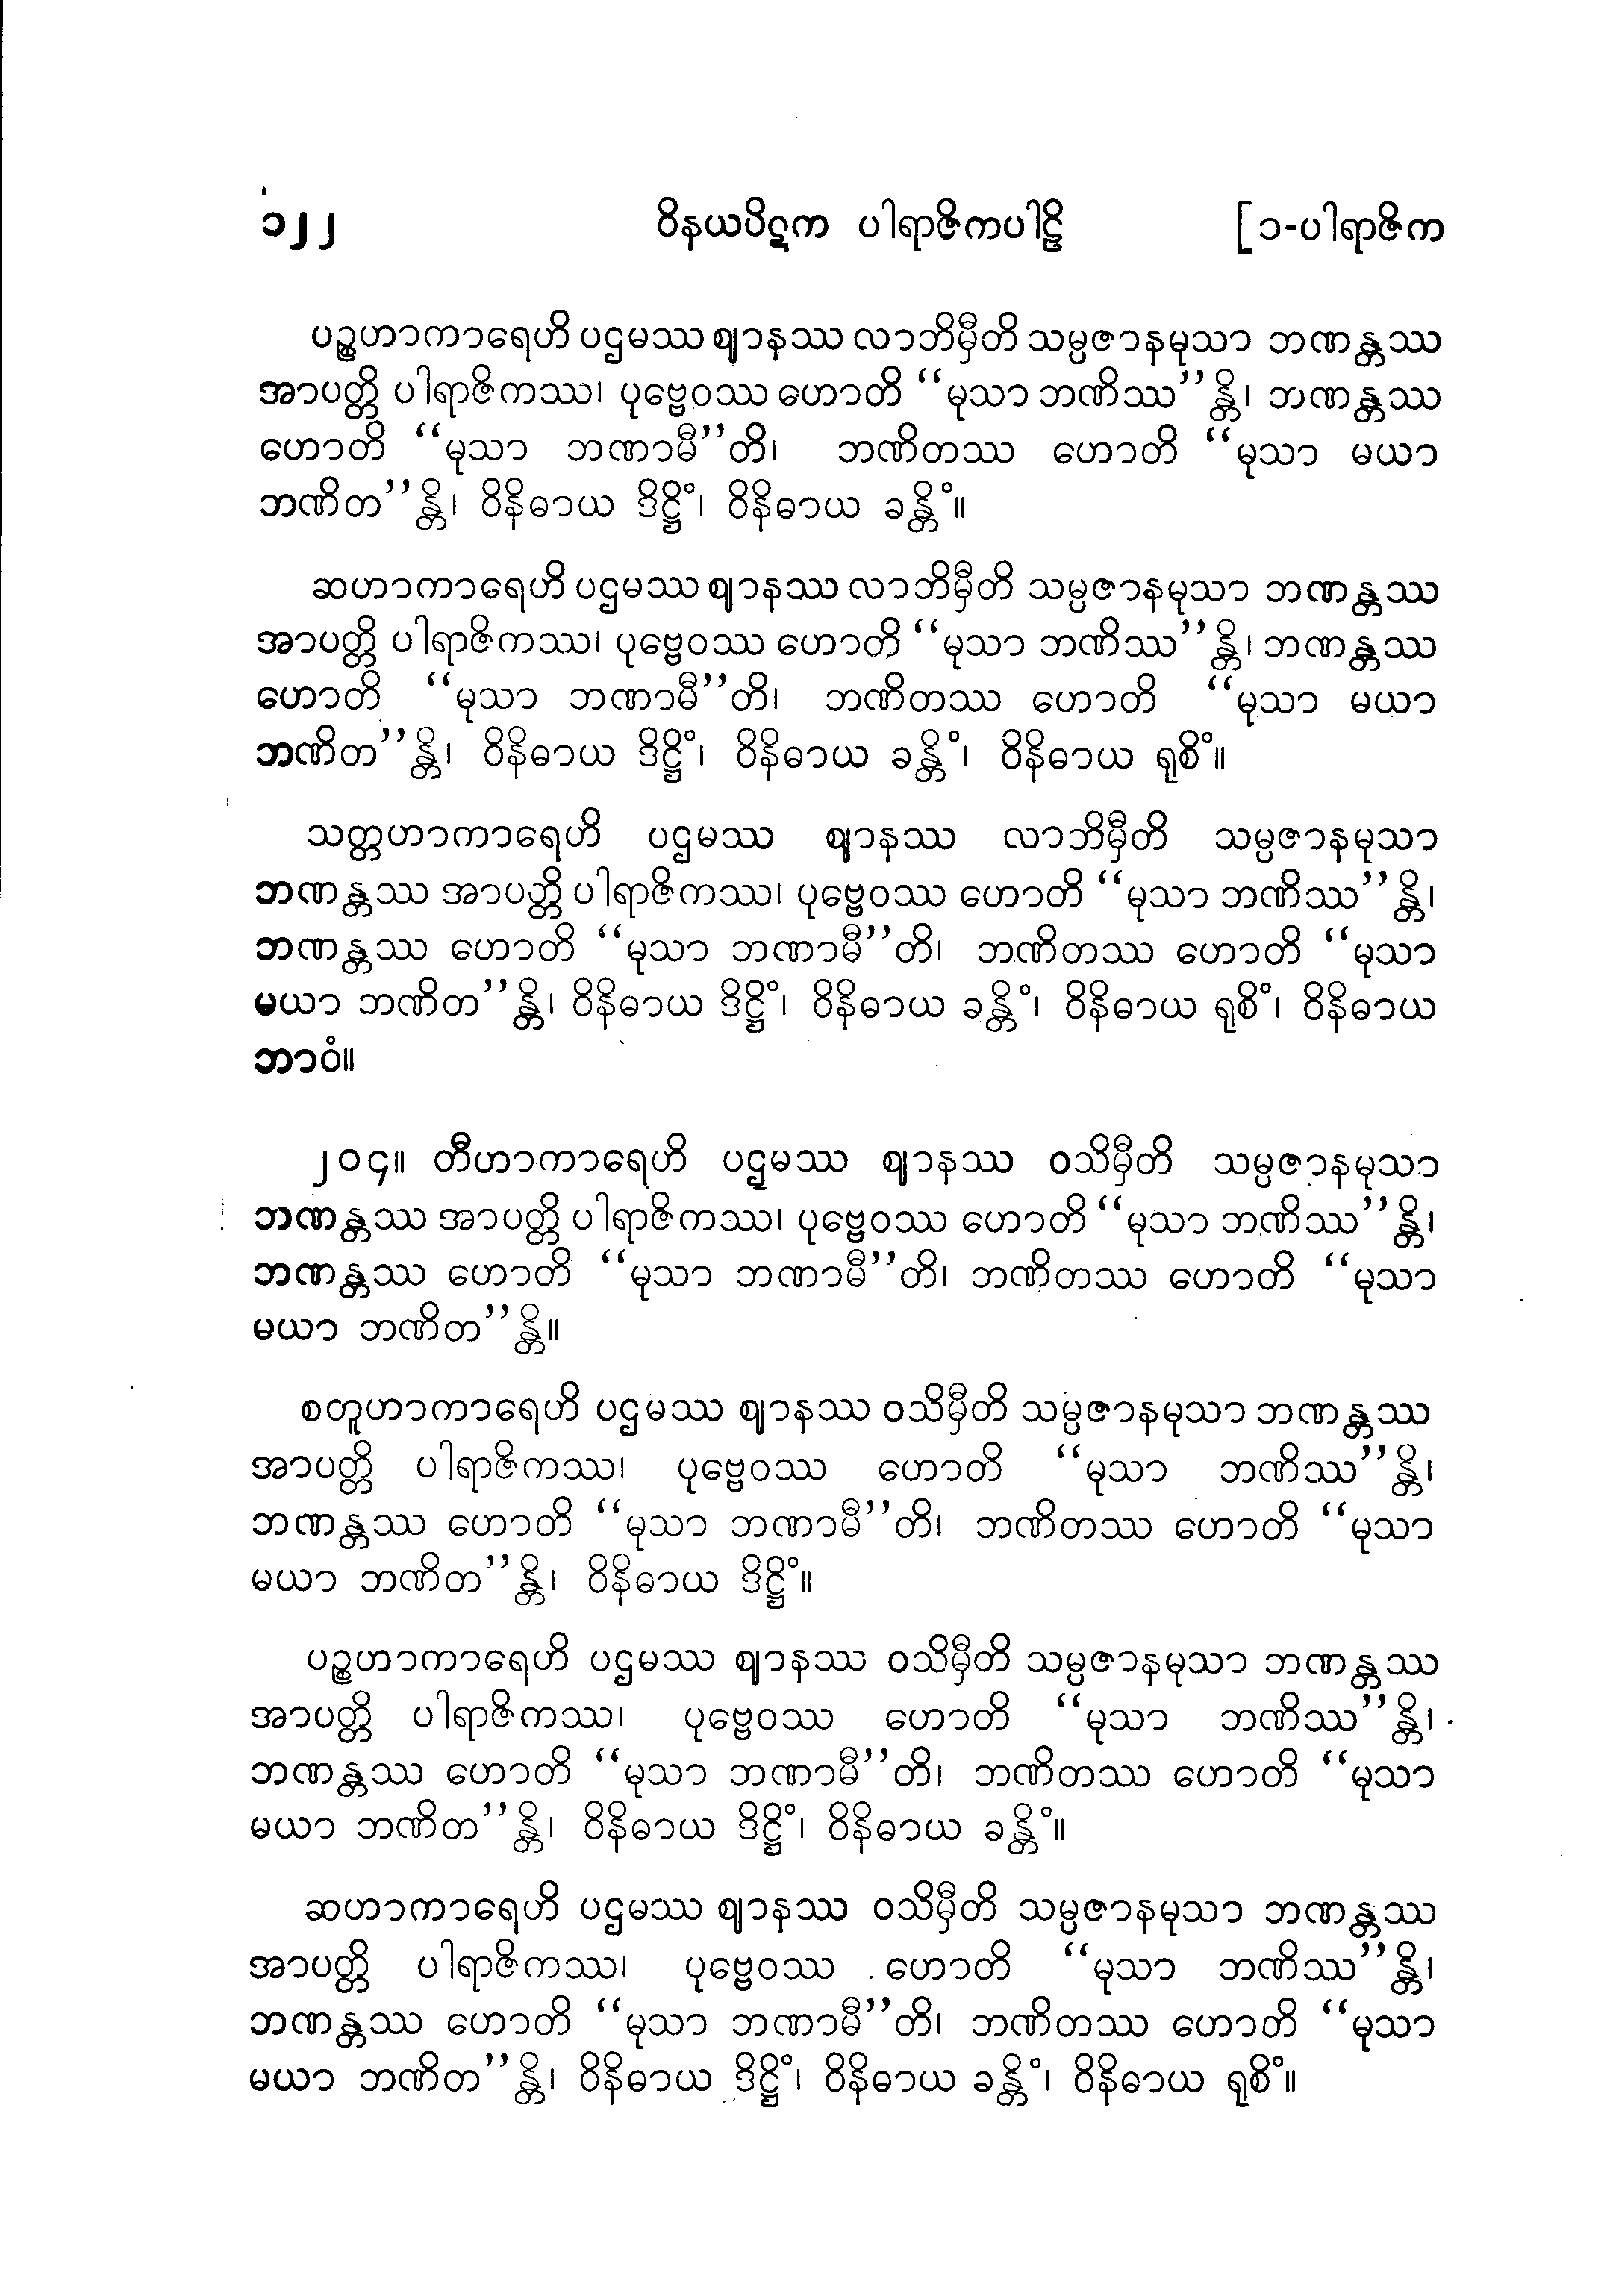 ၁၂၂ ဝိနယပိဋက ပါရာဇိကပါဠိ [၁-ပါရာဇိက
ပဉ္စဟာကာရေဟိ ပဌမဿ ဈာနဿ လာဘိမှီတိ သမ္ပဇာနမုသာ ဘဏန္တဿ
အာပတ္တိ ပါရာဇိကဿ၊ ပုဗ္ဗေဝဿ ဟောတိ “မုသာ ဘဏိဿ”န္တိ၊ ဘဏန္တဿ
ဟောတိ “မုသာ ဘဏာမီ”တိ၊ ဘဏိတဿ ဟောတိ “မုသာ မယာ
ဘဏိတ”န္တိ၊ ဝိနိဓာယ ဒိဋ္ဌိံ၊ ဝိနိဓာယ ခန္တိံ။
ဆဟာကာရေဟိ ပဌမဿ ဈာနဿ လာဘိမှီတိ သမ္ပဇာနမုသာ ဘဏန္တဿ
အာပတ္တိ ပါရာဇိကဿ၊ ပုဗ္ဗေဝဿ ဟောတိ “မုသာ ဘဏိဿ”န္တိ၊ ဘဏန္တဿ
ဟောတိ “မုသာ ဘဏာမီ”တိ၊ ဘဏိတဿ ဟောတိ “မုသာ မယာ
ဘဏိတ”န္တိ၊ ဝိနိဓာယ ဒိဋ္ဌိံ၊ ဝိနိဓာယ ခန္တိံ၊ ဝိနိဓာယ ရုစိံ။
သတ္တဟာကာရေဟိ ပဌမဿ ဈာနဿ လာဘိမှီတိ သမ္ပဇာနမုသာ
ဘဏန္တဿ အာပတ္တိ ပါရာဇိကဿ၊ ပုဗ္ဗေဝဿ ဟောတိ “မုသာ ဘဏိဿ”န္တိ၊
ဘဏန္တဿ ဟောတိ “မုသာ ဘဏာမီ”တိ၊ ဘဏိတဿ ဟောတိ “မုသာ
မယာ ဘဏိတ”န္တိ၊ ဝိနိဓာယ ဒိဋ္ဌိံ၊ ဝိနိဓာယ ခန္တိံ၊ ဝိနိဓာယ ရုစိံ၊ ဝိနိဓာယ
ဘာဝံ။
၂၀၄။ တီဟာကာရေဟိ ပဌမဿ ဈာနဿ ဝသိမှီတိ သမ္ပဇာနမုသာ
ဘဏန္တဿ အာပတ္တိ ပါရာဇိကဿ၊ ပုဗ္ဗေဝဿ ဟောတိ “မုသာ ဘဏိဿ”န္တိ၊
ဘဏန္တဿ ဟောတိ “မုသာ ဘဏာမီ”တိ၊ ဘဏိတဿ ဟောတိ “မုသာ
မယာ ဘဏိတ”န္တိ။
စတူဟာကာရေဟိ ပဌမဿ ဈာနဿ ဝသိမှီတိ သမ္ပဇာနမုသာ ဘဏန္တဿ
အာပတ္တိ ပါရာဇိကဿ၊ ပုဗ္ဗေဝဿ ဟောတိ “မုသာ ဘဏိဿ”န္တိ၊
ဘဏန္တဿ ဟောတိ “မုသာ ဘဏာမီ”တိ၊ ဘဏိတဿ ဟောတိ “မုသာ
မယာ ဘဏိတ”န္တိ၊ ဝိနိဓာယ ဒိဋ္ဌိံ။
ပဉ္စဟာကာရေဟိ ပဌမဿ ဈာနဿ ဝသိမှီတိ သမ္ပဇာနမုသာ ဘဏန္တဿ
အာပတ္တိ ပါရာဇိကဿ၊ ပုဗ္ဗေဝဿ ဟောတိ “မုသာ ဘဏိဿ”န္တိ၊
ဘဏန္တဿ ဟောတိ “မုသာ ဘဏာမီ”တိ၊ ဘဏိတဿ ဟောတိ “မုသာ
မယာ ဘဏိတ”န္တိ၊ ဝိနိဓာယ ဒိဋ္ဌိံ၊ ဝိနိဓာယ ခန္တိံ။
ဆဟာကာရေဟိ ပဌမဿ ဈာနဿ ဝသိမှီတိ သမ္ပဇာနမုသာ ဘဏန္တဿ
အာပတ္တိ ပါရာဇိကဿ၊ ပုဗ္ဗေဝဿ ဟောတိ “မုသာ ဘဏိဿ”န္တိ၊
ဘဏန္တဿ ဟောတိ “မုသာ ဘဏာမီ”တိ၊ ဘဏိတဿ ဟောတိ “မုသာ
မယာ ဘဏိတ”န္တိ၊ ဝိနိဓာယ ဒိဋ္ဌိံ၊ ဝိနိဓာယ ခန္တိံ၊ ဝိနိဓာယ ရုစိံ။